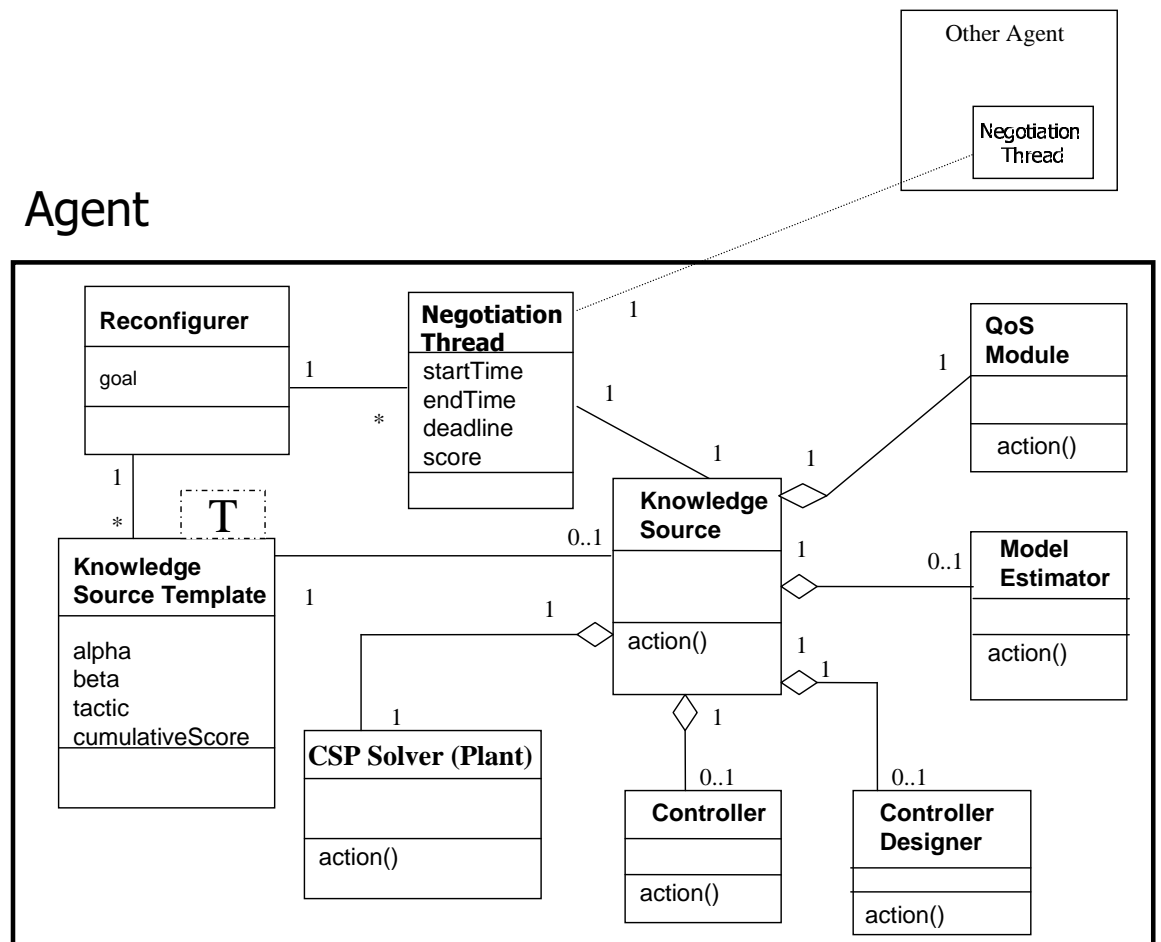 Other Agent
Negotiation
Thread
Agent
Reconfigurer
goal
1
*
Negotiation
Thread
startTime
endTime
deadline
score
1
1
1
QoS
Module
action()
1
1
1
*
T
Knowledge
Source Template
alpha
beta
tactic
cumulativeScore
1
0..1
Knowledge
Source
action()
1
0..1
Model
Estimator
action()
1
1
CSP Solver (Plant)
action()
1
0..1
Controller
action()
1
1
0..1
Controller
Designer
action()